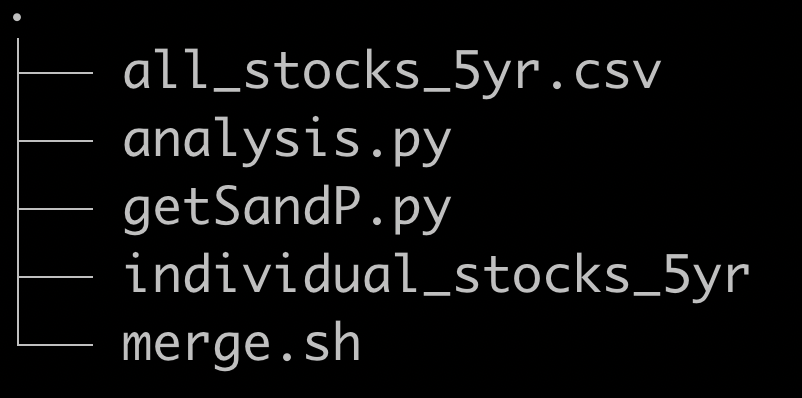 .
├── all_stocks_5yr.csv
├── analysis.py
├── getSandP.py
├── individual_stocks_5yr
└── merge.sh